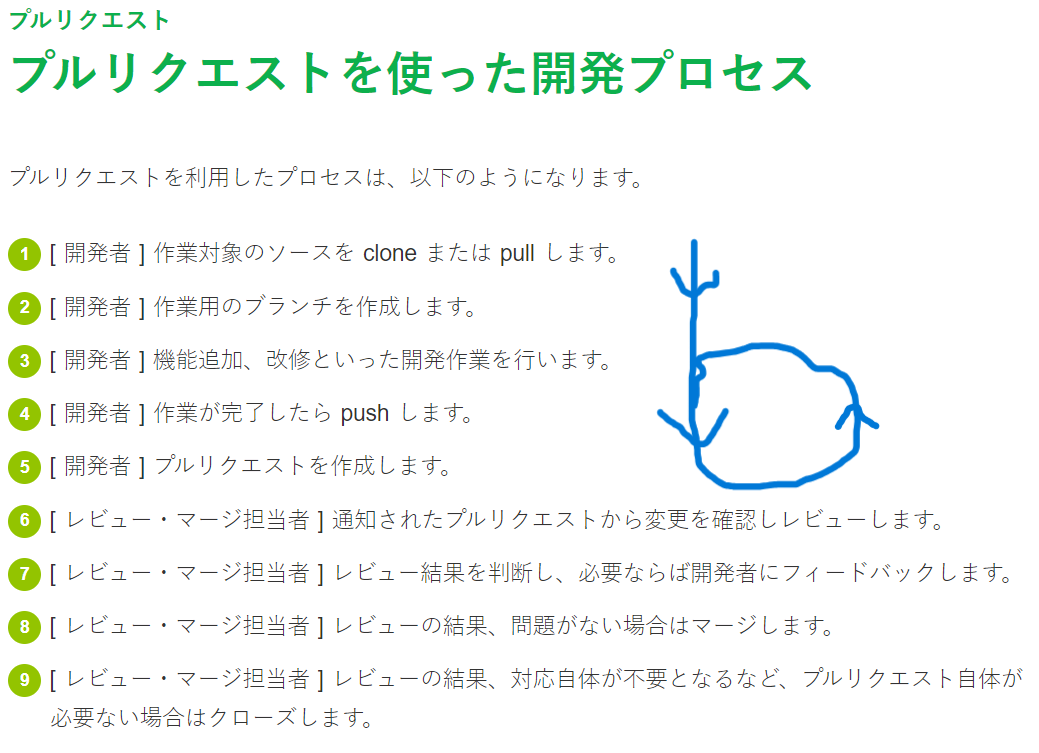 プルリクエスト
プルリクエストを使った開発プロセス
プルリクエストを利用したプロセスは、以下のようになります。
1 [ 開発者 ] 作業対象のソースを clone または pull します。
2 [ 開発者 ] 作業用のブランチを作成します。
3 [ 開発者 ] 機能追加、改修といった開発作業を行います。
4 [ 開発者 ] 作業が完了したら push します。
5 [ 開発者 ] プルリクエストを作成します。
6 [ レビュー・マージ担当者 ] 通知されたプルリクエストから変更を確認しレビューします。
7 [ レビュー・マージ担当者 ] レビュー結果を判断し、必要ならば開発者にフィードバックします。
8 [ レビュー・マージ担当者 ] レビューの結果、問題がない場合はマージします。
9 [ レビュー・マージ担当者 ] レビューの結果、対応自体が不要となるなど、プルリクエスト自体が
必要ない場合はクローズします。